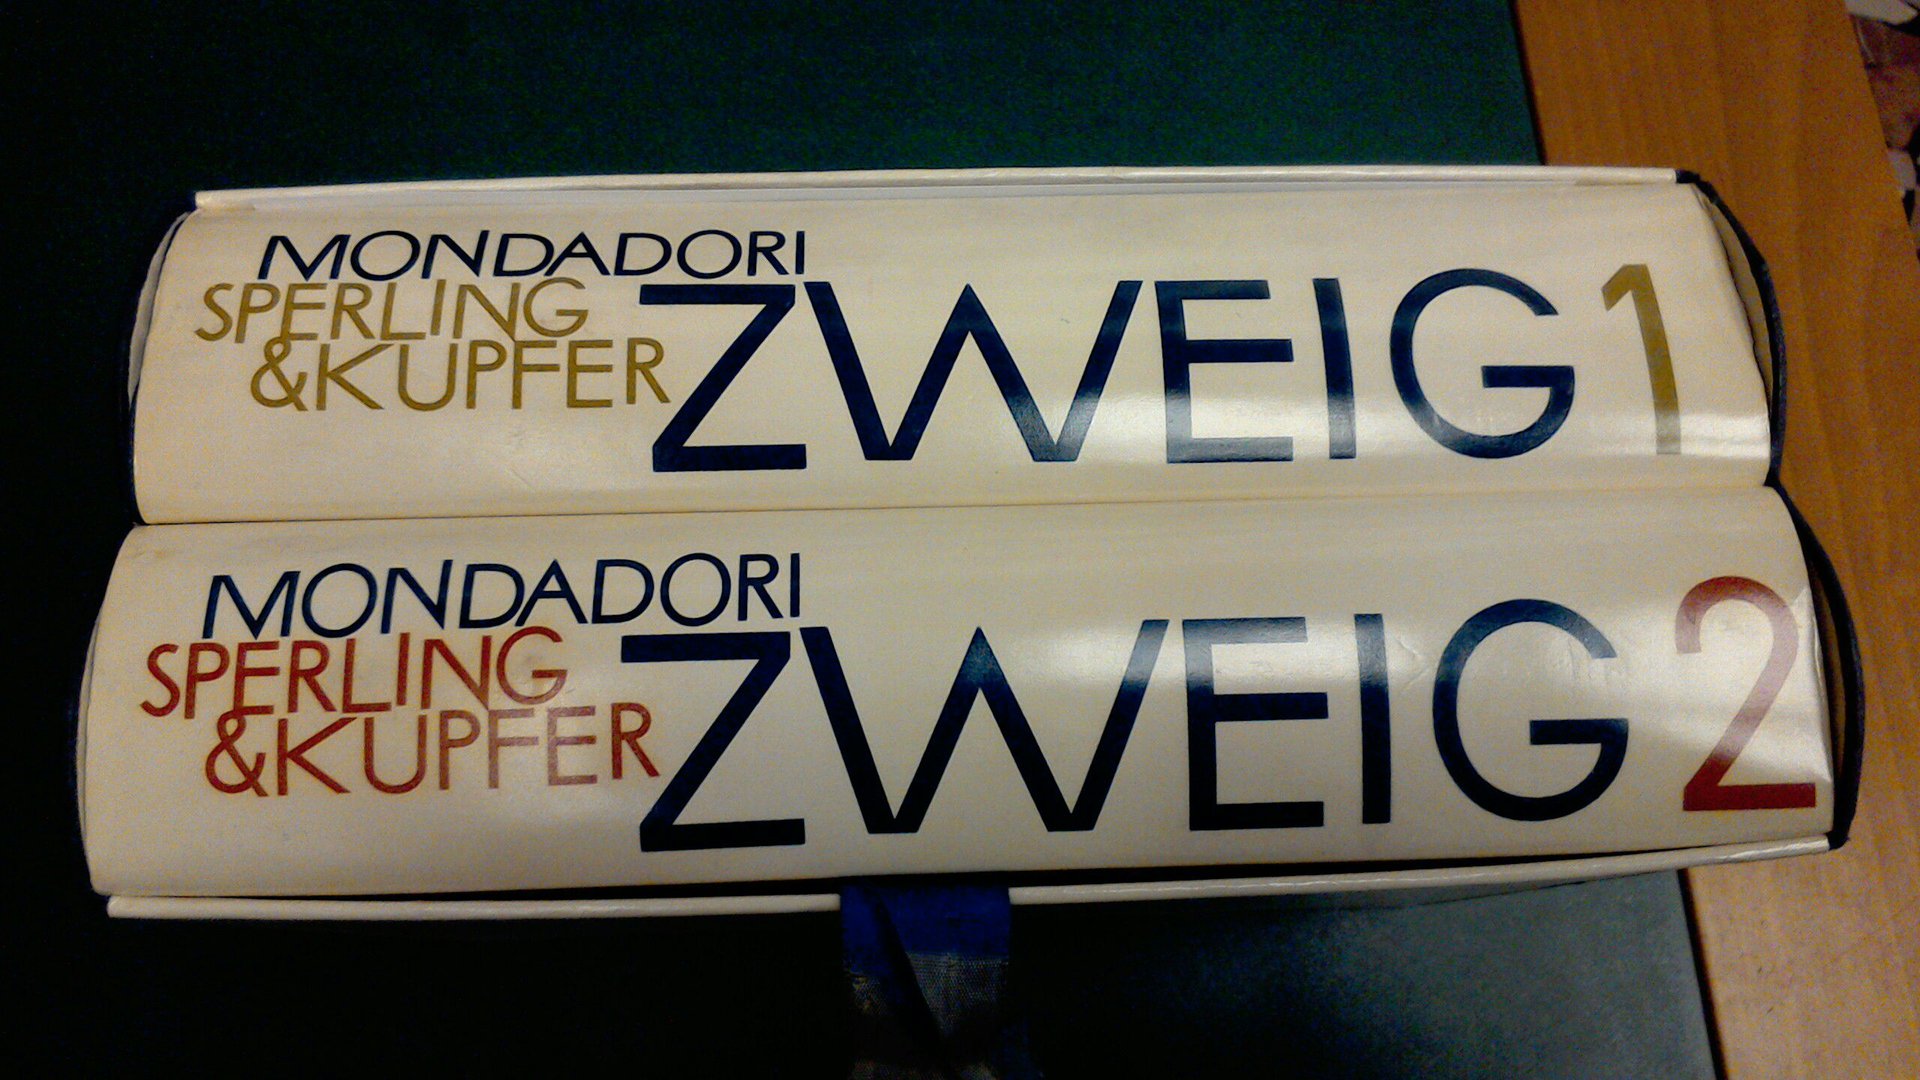 MONDADORI
SPERLING
&KUPFER
ZWEIG 1
MONDADORI
SPERLING
&KUPFER
ZWEIG 2